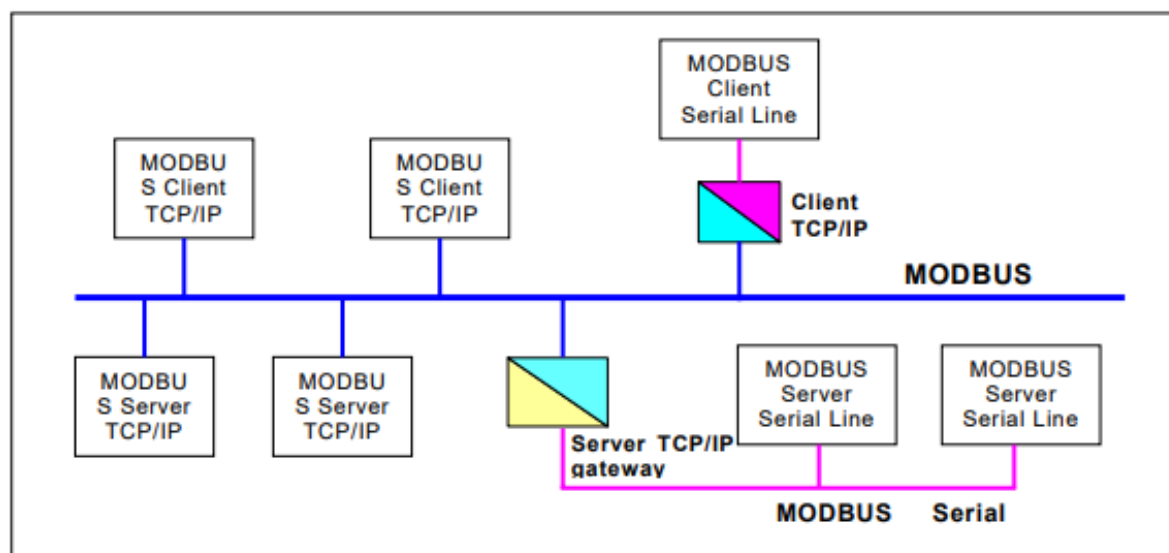 MODBUS
Client
Serial Line
MODBU
S Client
TCP/IP
MODBU
S Client
TCP/IP
Client
TCP/IP
MODBUS
MODBU
S Server
TCP/IP
MODBU
S Server
TCP/IP
Server TCP/IP
gateway
MODBUS
Server
Serial Line
MODBUS
Server
Serial Line
MODBUS Serial